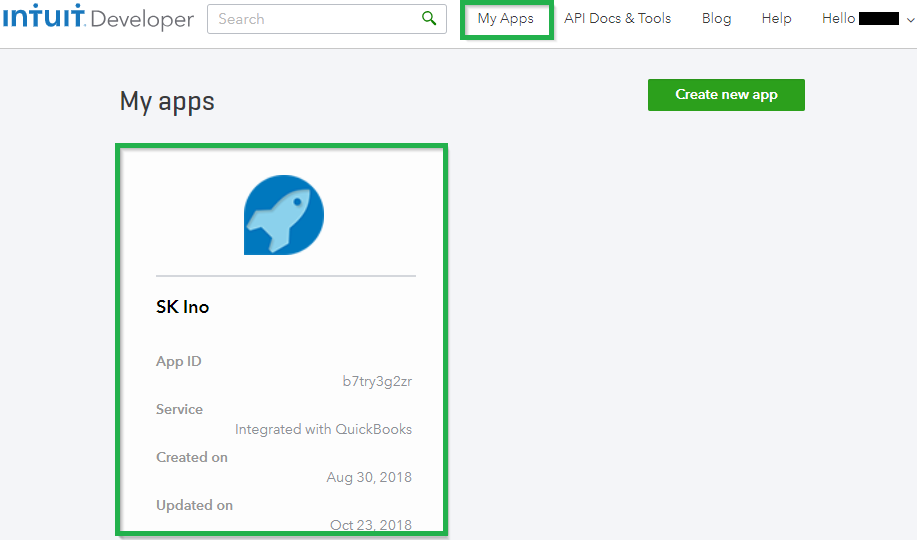 INTUIT Developer Search My Apps API Docs & Tools Blog Help Hello
My apps
Create new app
SK Ino
App ID
b7try3g2zr
Service
Integrated with QuickBooks
Created on
Aug 30, 2018
Updated on
Oct 23, 2018